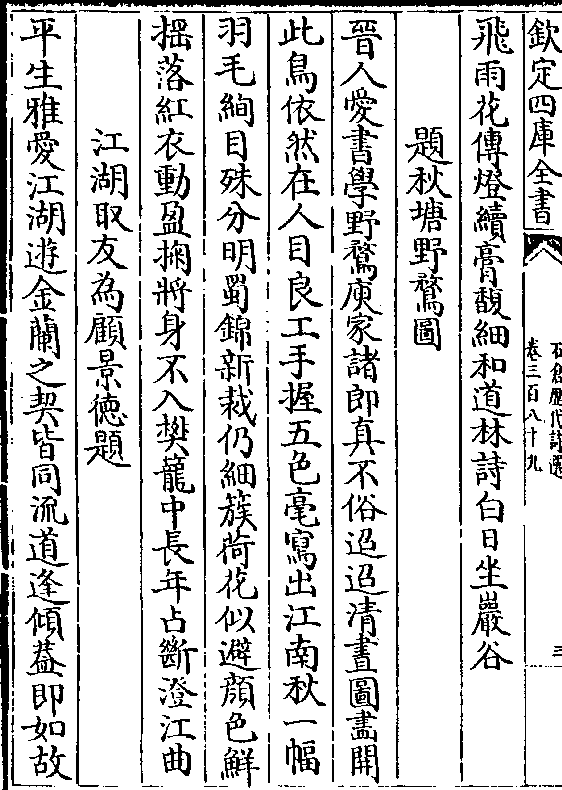 欽定四庫全書
石倉歷代詩選
卷三百八十九
三
飛雨花傳燈續膏馥細和道林詩白日坐巖谷
題秋塘野鶩圖
晉人愛書學野鶩庾家諸郎真不俗迢迢清晝圖畫開
此鳥依然在人目良工手握五色毫寫出江南秋一幅
羽毛絢目殊分明蜀錦新裁仍細簇荷花似避顔色鮮
揺落紅衣動盈掬將身不入樊籠中長年占斷澄江曲
江湖取友為顧景徳題
平生雅愛江湖遊金蘭之契皆同流道逢傾葢即如故